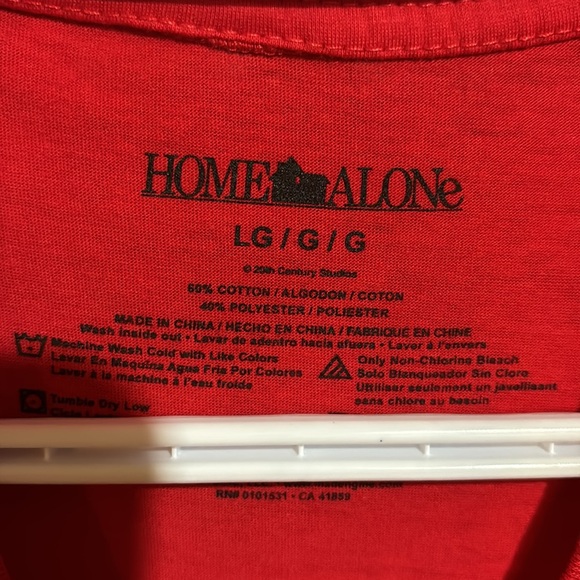 HOME ALONe
LG / G / G
© 20th Century Studios
60% COTTON / ALGODON / COTON
40% POLYESTER / POLIESTER
MADE IN CHINA / HECHO EN CHINA / FABRIQUE EN CHINE
Wash inside out • Lavar de adentro hacia afuera • Laver à l'envers
Machine Wash Cold with Like Colors
Lavar En Maquina Agua Fria Por Colores
Laver à la machine à l'eau froide
Only Non-Chlorine Bleach
Solo Blanqueador Sin Cloro
Utiliser seulement un javellisant
sans chlore au besoin
Tumble Dry Low
RN# 0101531 • CA 41859